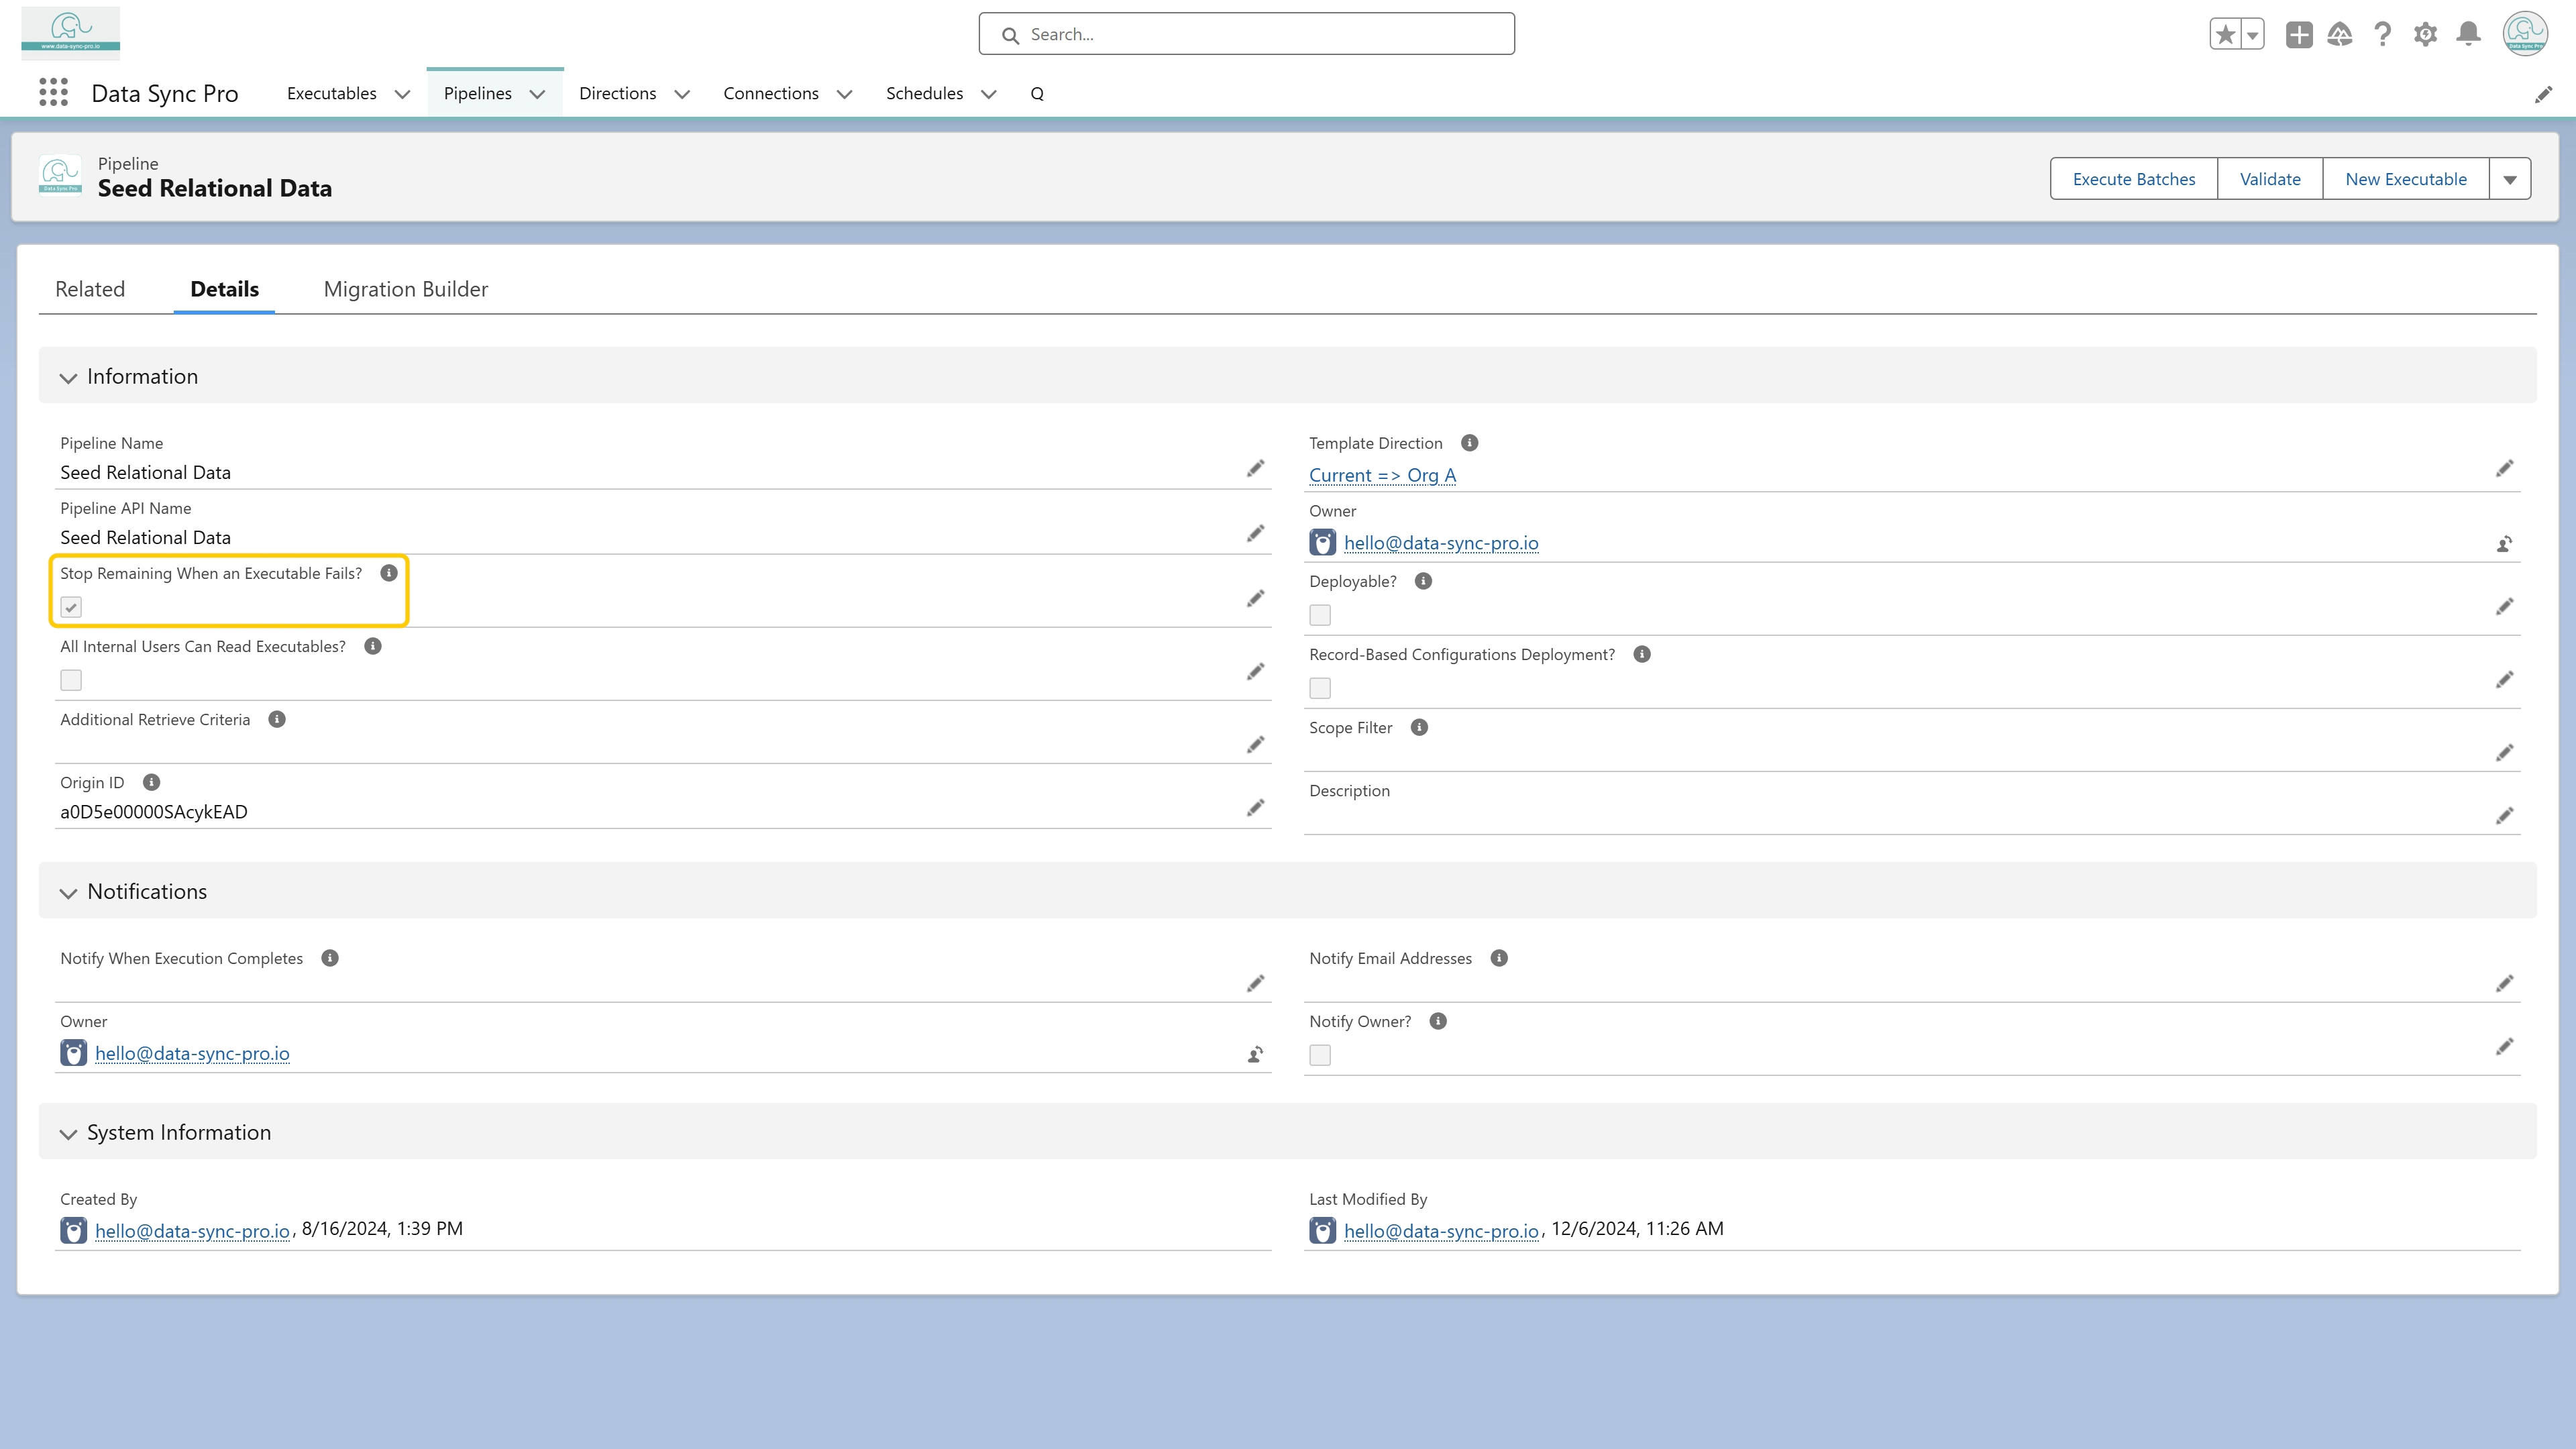 www.data-sync-pro.io
Search...
Data Sync Pro
Data Sync Pro
Executables
Pipelines
Directions
Connections
Schedules
Q
Data Sync Pro
Pipeline
Seed Relational Data
Execute Batches
Validate
New Executable
Related
Details
Migration Builder
Information
Pipeline Name
Seed Relational Data
Template Direction
Current => Org A
Pipeline API Name
Seed Relational Data
Owner
hello@data-sync-pro.io
Stop Remaining When an Executable Fails?
Deployable?
All Internal Users Can Read Executables?
Record-Based Configurations Deployment?
Additional Retrieve Criteria
Scope Filter
Origin ID
a0D5e00000SAcykEAD
Description
Notifications
Notify When Execution Completes
Notify Email Addresses
Owner
hello@data-sync-pro.io
Notify Owner?
System Information
Created By
hello@data-sync-pro.io, 8/16/2024, 1:39 PM
Last Modified By
hello@data-sync-pro.io, 12/6/2024, 11:26 AM